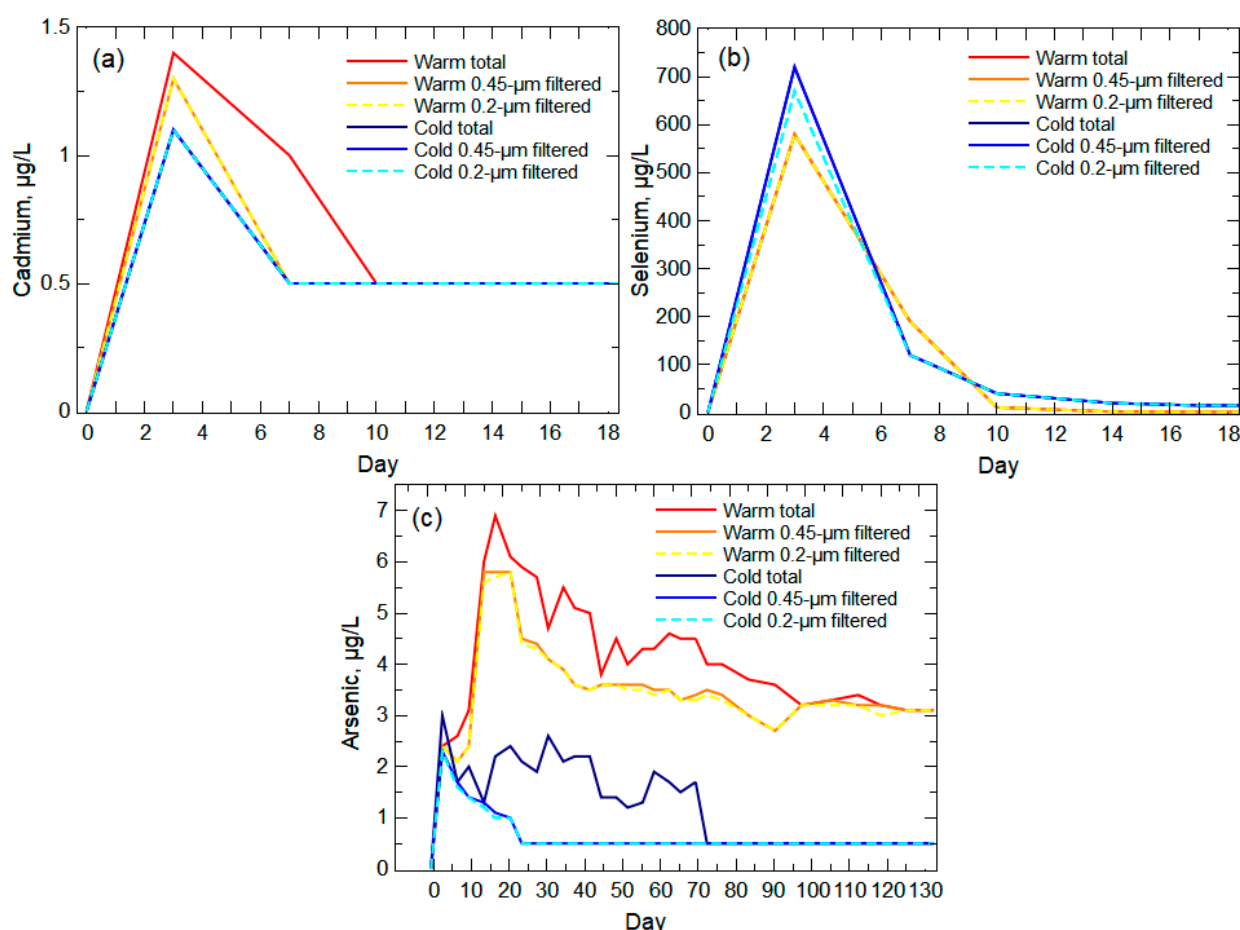 (a)
Cadmium, µg/L
1.5
1
0.5
0
Warm total
Warm 0.45-µm filtered
Warm 0.2-µm filtered
Cold total
Cold 0.45-µm filtered
Cold 0.2-µm filtered
0 2 4 6 8 10 12 14 16 18
Day
(b)
Selenium, µg/L
800
700
600
500
400
300
200
100
0
Warm total
Warm 0.45-µm filtered
Warm 0.2-µm filtered
Cold total
Cold 0.45-µm filtered
Cold 0.2-µm filtered
0 2 4 6 8 10 12 14 16 18
Day
(c)
Arsenic, µg/L
7
6
5
4
3
2
1
0
Warm total
Warm 0.45-µm filtered
Warm 0.2-µm filtered
Cold total
Cold 0.45-µm filtered
Cold 0.2-µm filtered
0 10 20 30 40 50 60 70 80 90 100 110 120 130
Day